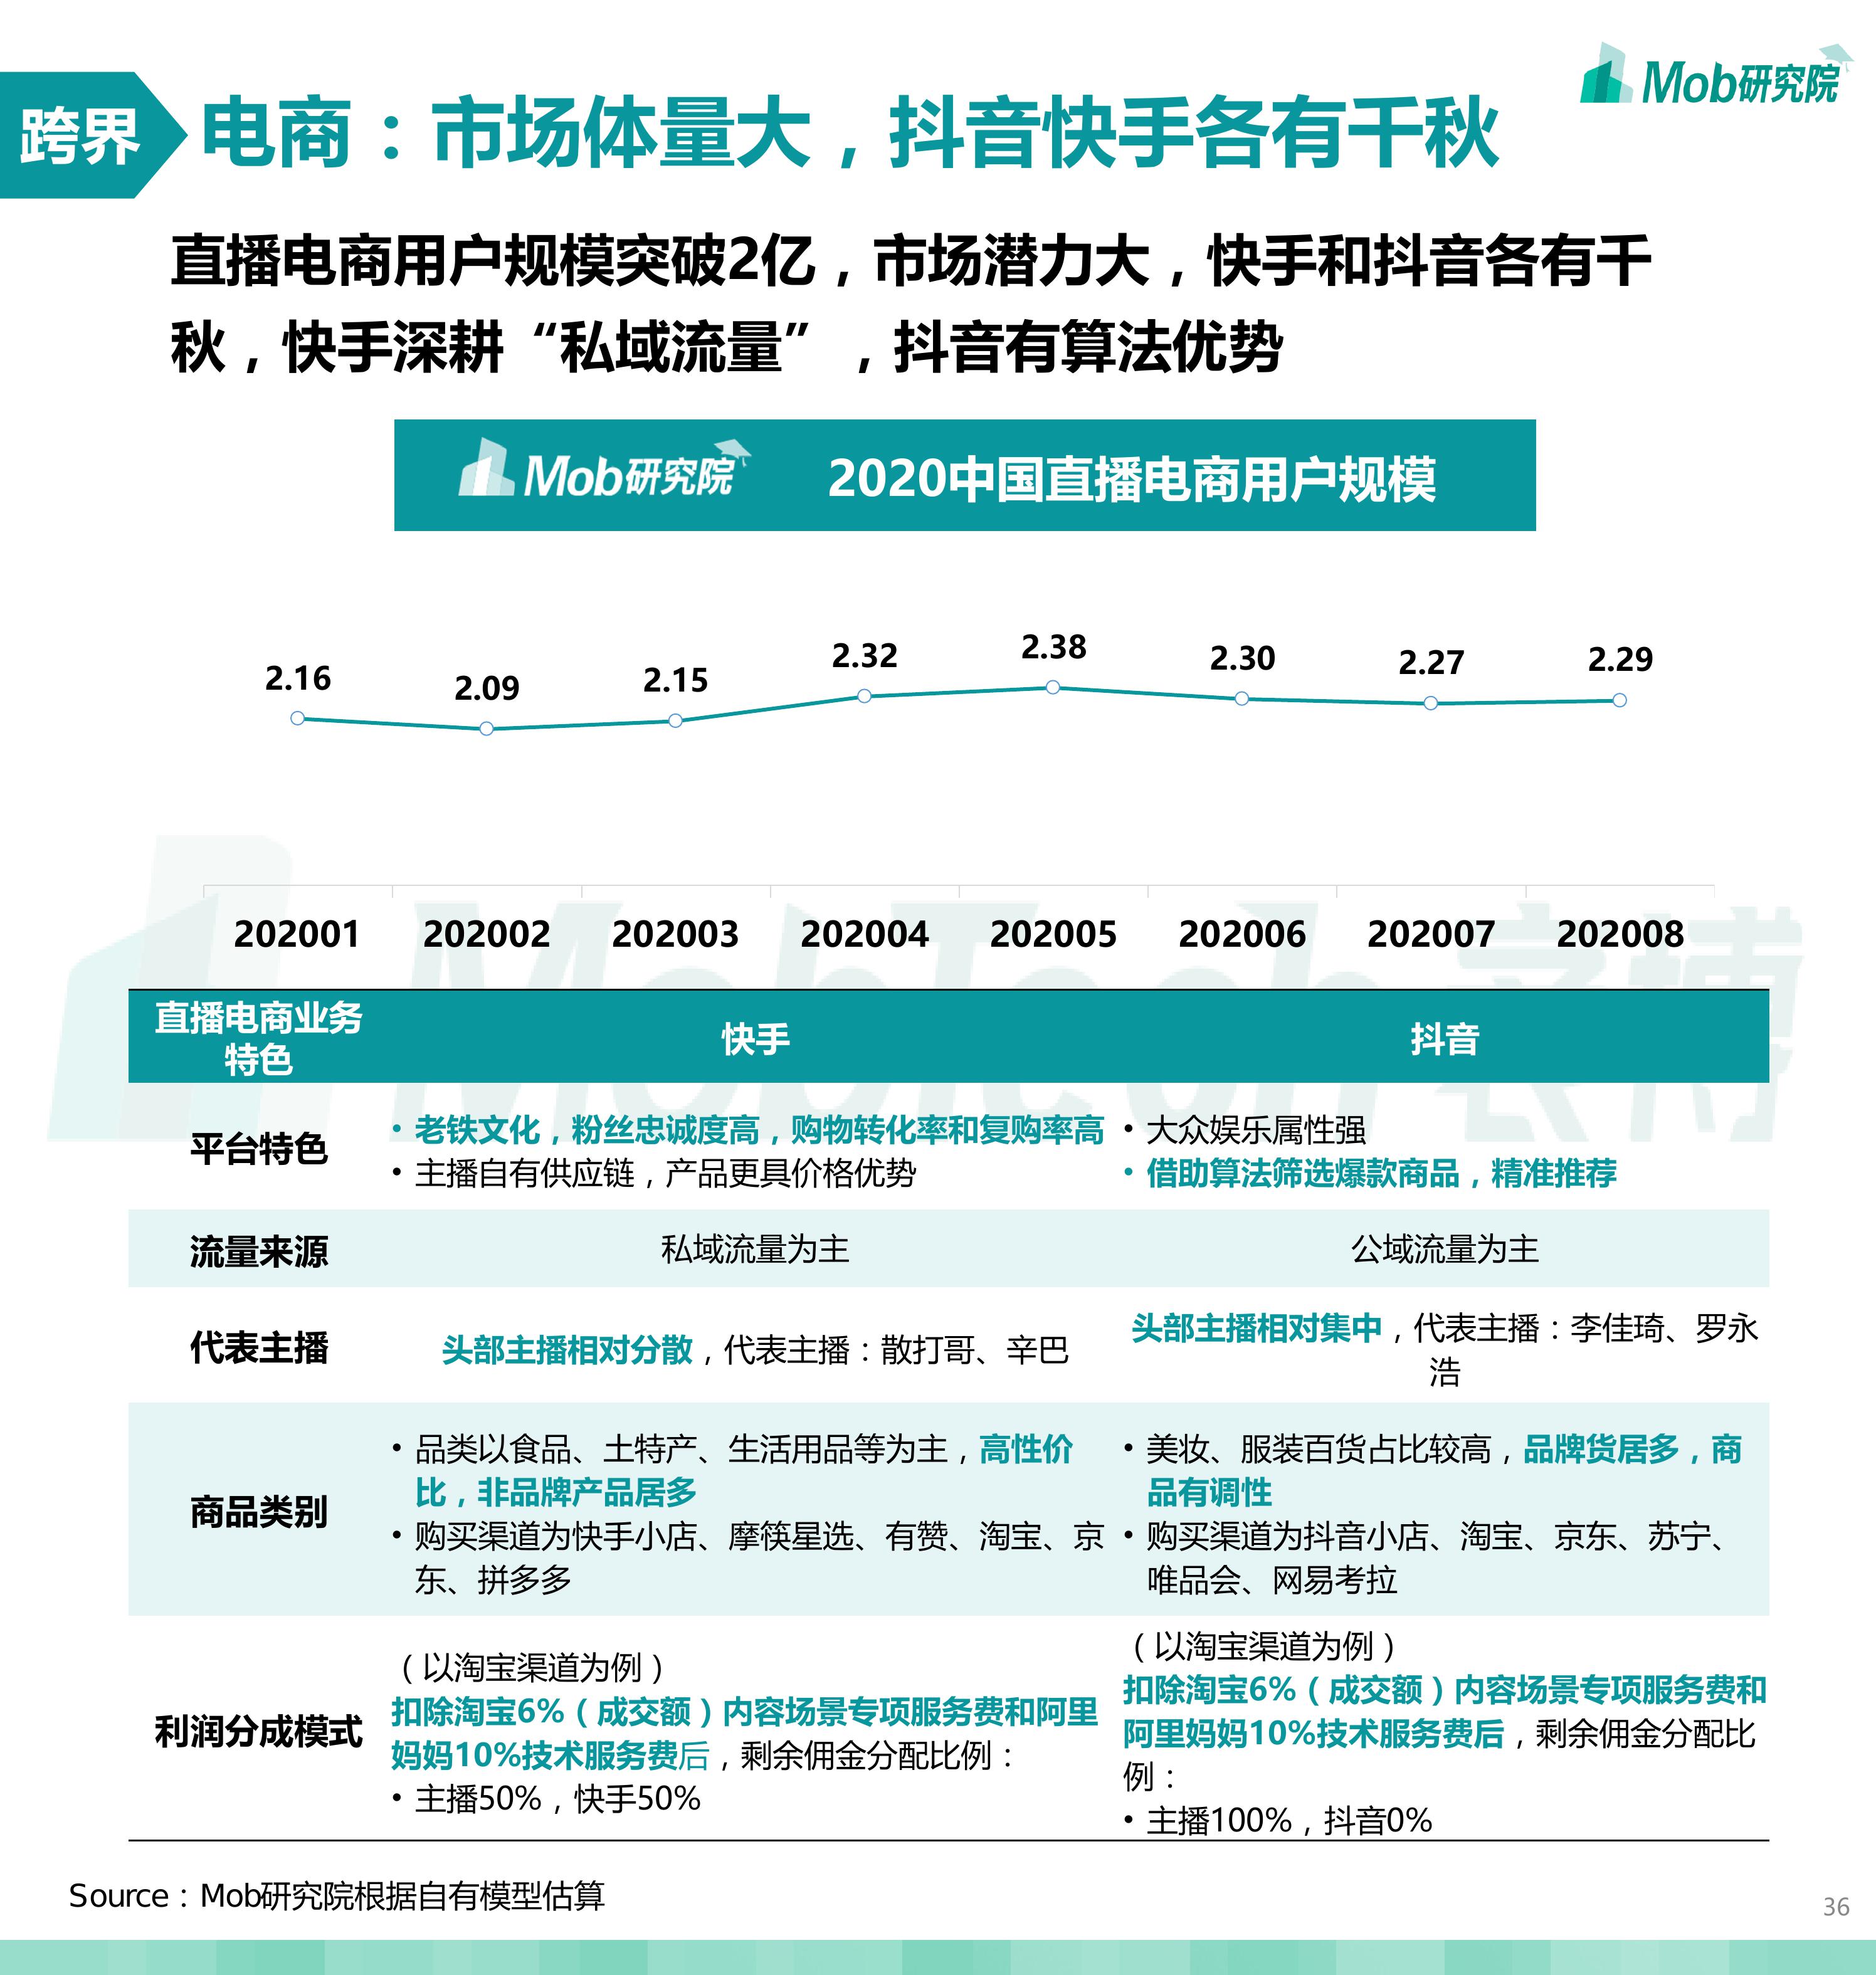 Mob研究院
跨界
电商：市场体量大，抖音快手各有千秋
直播电商用户规模突破2亿，市场潜力大，快手和抖音各有千
秋，快手深耕“私域流量”，抖音有算法优势
Mob研究院 2020中国直播电商用户规模
2.16 2.09 2.15 2.32 2.38 2.30 2.27 2.29
202001 202002 202003 202004 202005 202006 202007 202008
MobTech 袤博
直播电商业务
特色
快手
抖音
平台特色
• 老铁文化，粉丝忠诚度高，购物转化率和复购率高
• 主播自有供应链，产品更具价格优势
• 大众娱乐属性强
• 借助算法筛选爆款商品，精准推荐
流量来源
私域流量为主
公域流量为主
代表主播
头部主播相对分散，代表主播：散打哥、辛巴
头部主播相对集中，代表主播：李佳琦、罗永
浩
商品类别
• 品类以食品、土特产、生活用品等为主，高性价
比，非品牌产品居多
• 购买渠道为快手小店、摩筷星选、有赞、淘宝、京
东、拼多多
• 美妆、服装百货占比较高，品牌货居多，商
品有调性
• 购买渠道为抖音小店、淘宝、京东、苏宁、
唯品会、网易考拉
利润分成模式
（以淘宝渠道为例）
扣除淘宝6%（成交额）内容场景专项服务费和阿里
妈妈10%技术服务费后，剩余佣金分配比例：
• 主播50%，快手50%
（以淘宝渠道为例）
扣除淘宝6%（成交额）内容场景专项服务费和
阿里妈妈10%技术服务费后，剩余佣金分配比
例：
• 主播100%，抖音0%
Source：Mob研究院根据自有模型估算
36